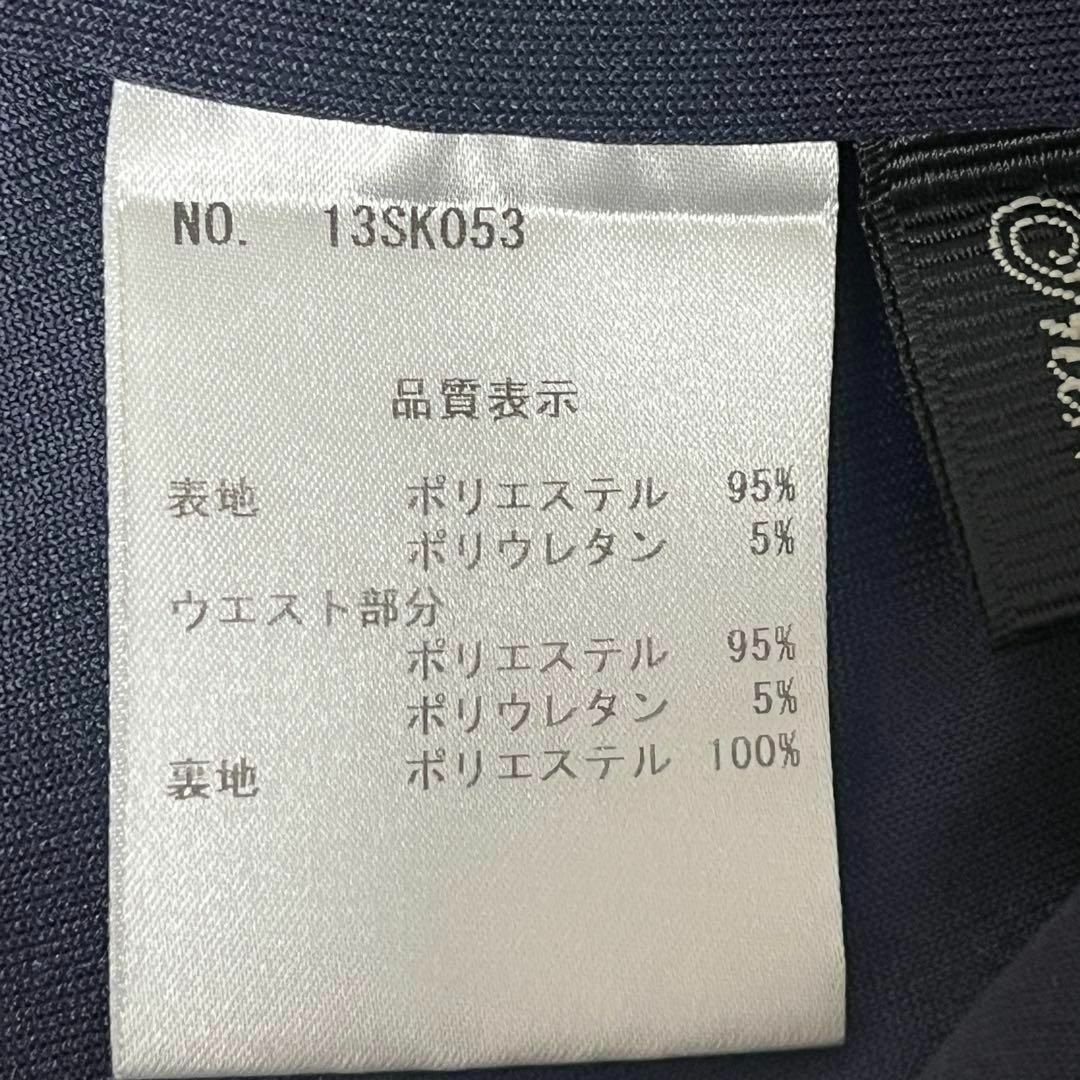 NO. 13SK053
品質表示
表地 ポリエステル 95%
ポリウレタン 5%
ウエスト部分
ポリエステル 95%
ポリウレタン 5%
裏地 ポリエステル 100%